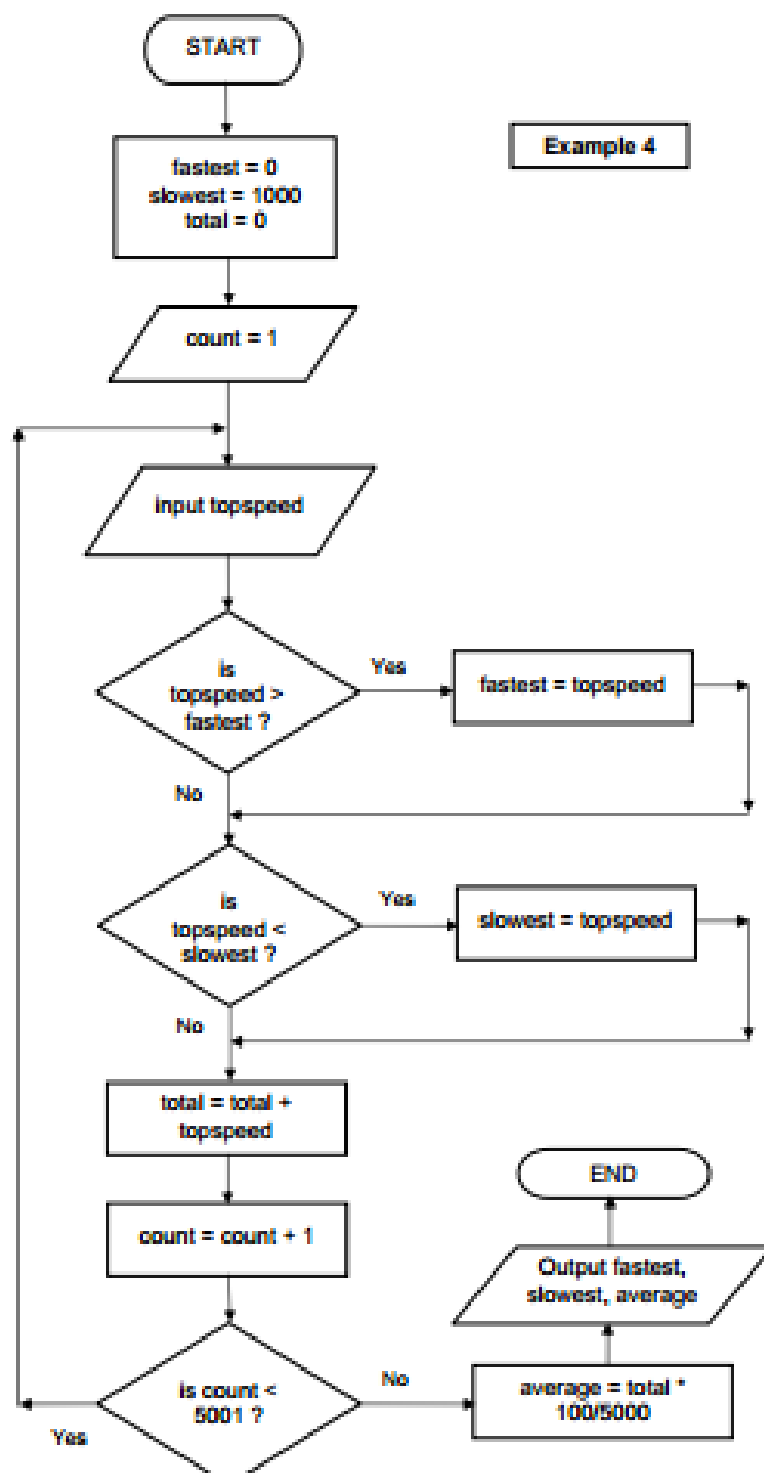 START
Example 4
fastest = 0
slowest = 1000
total = 0
count = 1
input topspeed
is
topspeed >
fastest ?
Yes
fastest = topspeed
No
is
topspeed <
slowest ?
Yes
slowest = topspeed
No
total = total +
topspeed
count = count + 1
is count <
5001 ?
Yes
No
average = total *
100/5000
Output fastest,
slowest, average
END